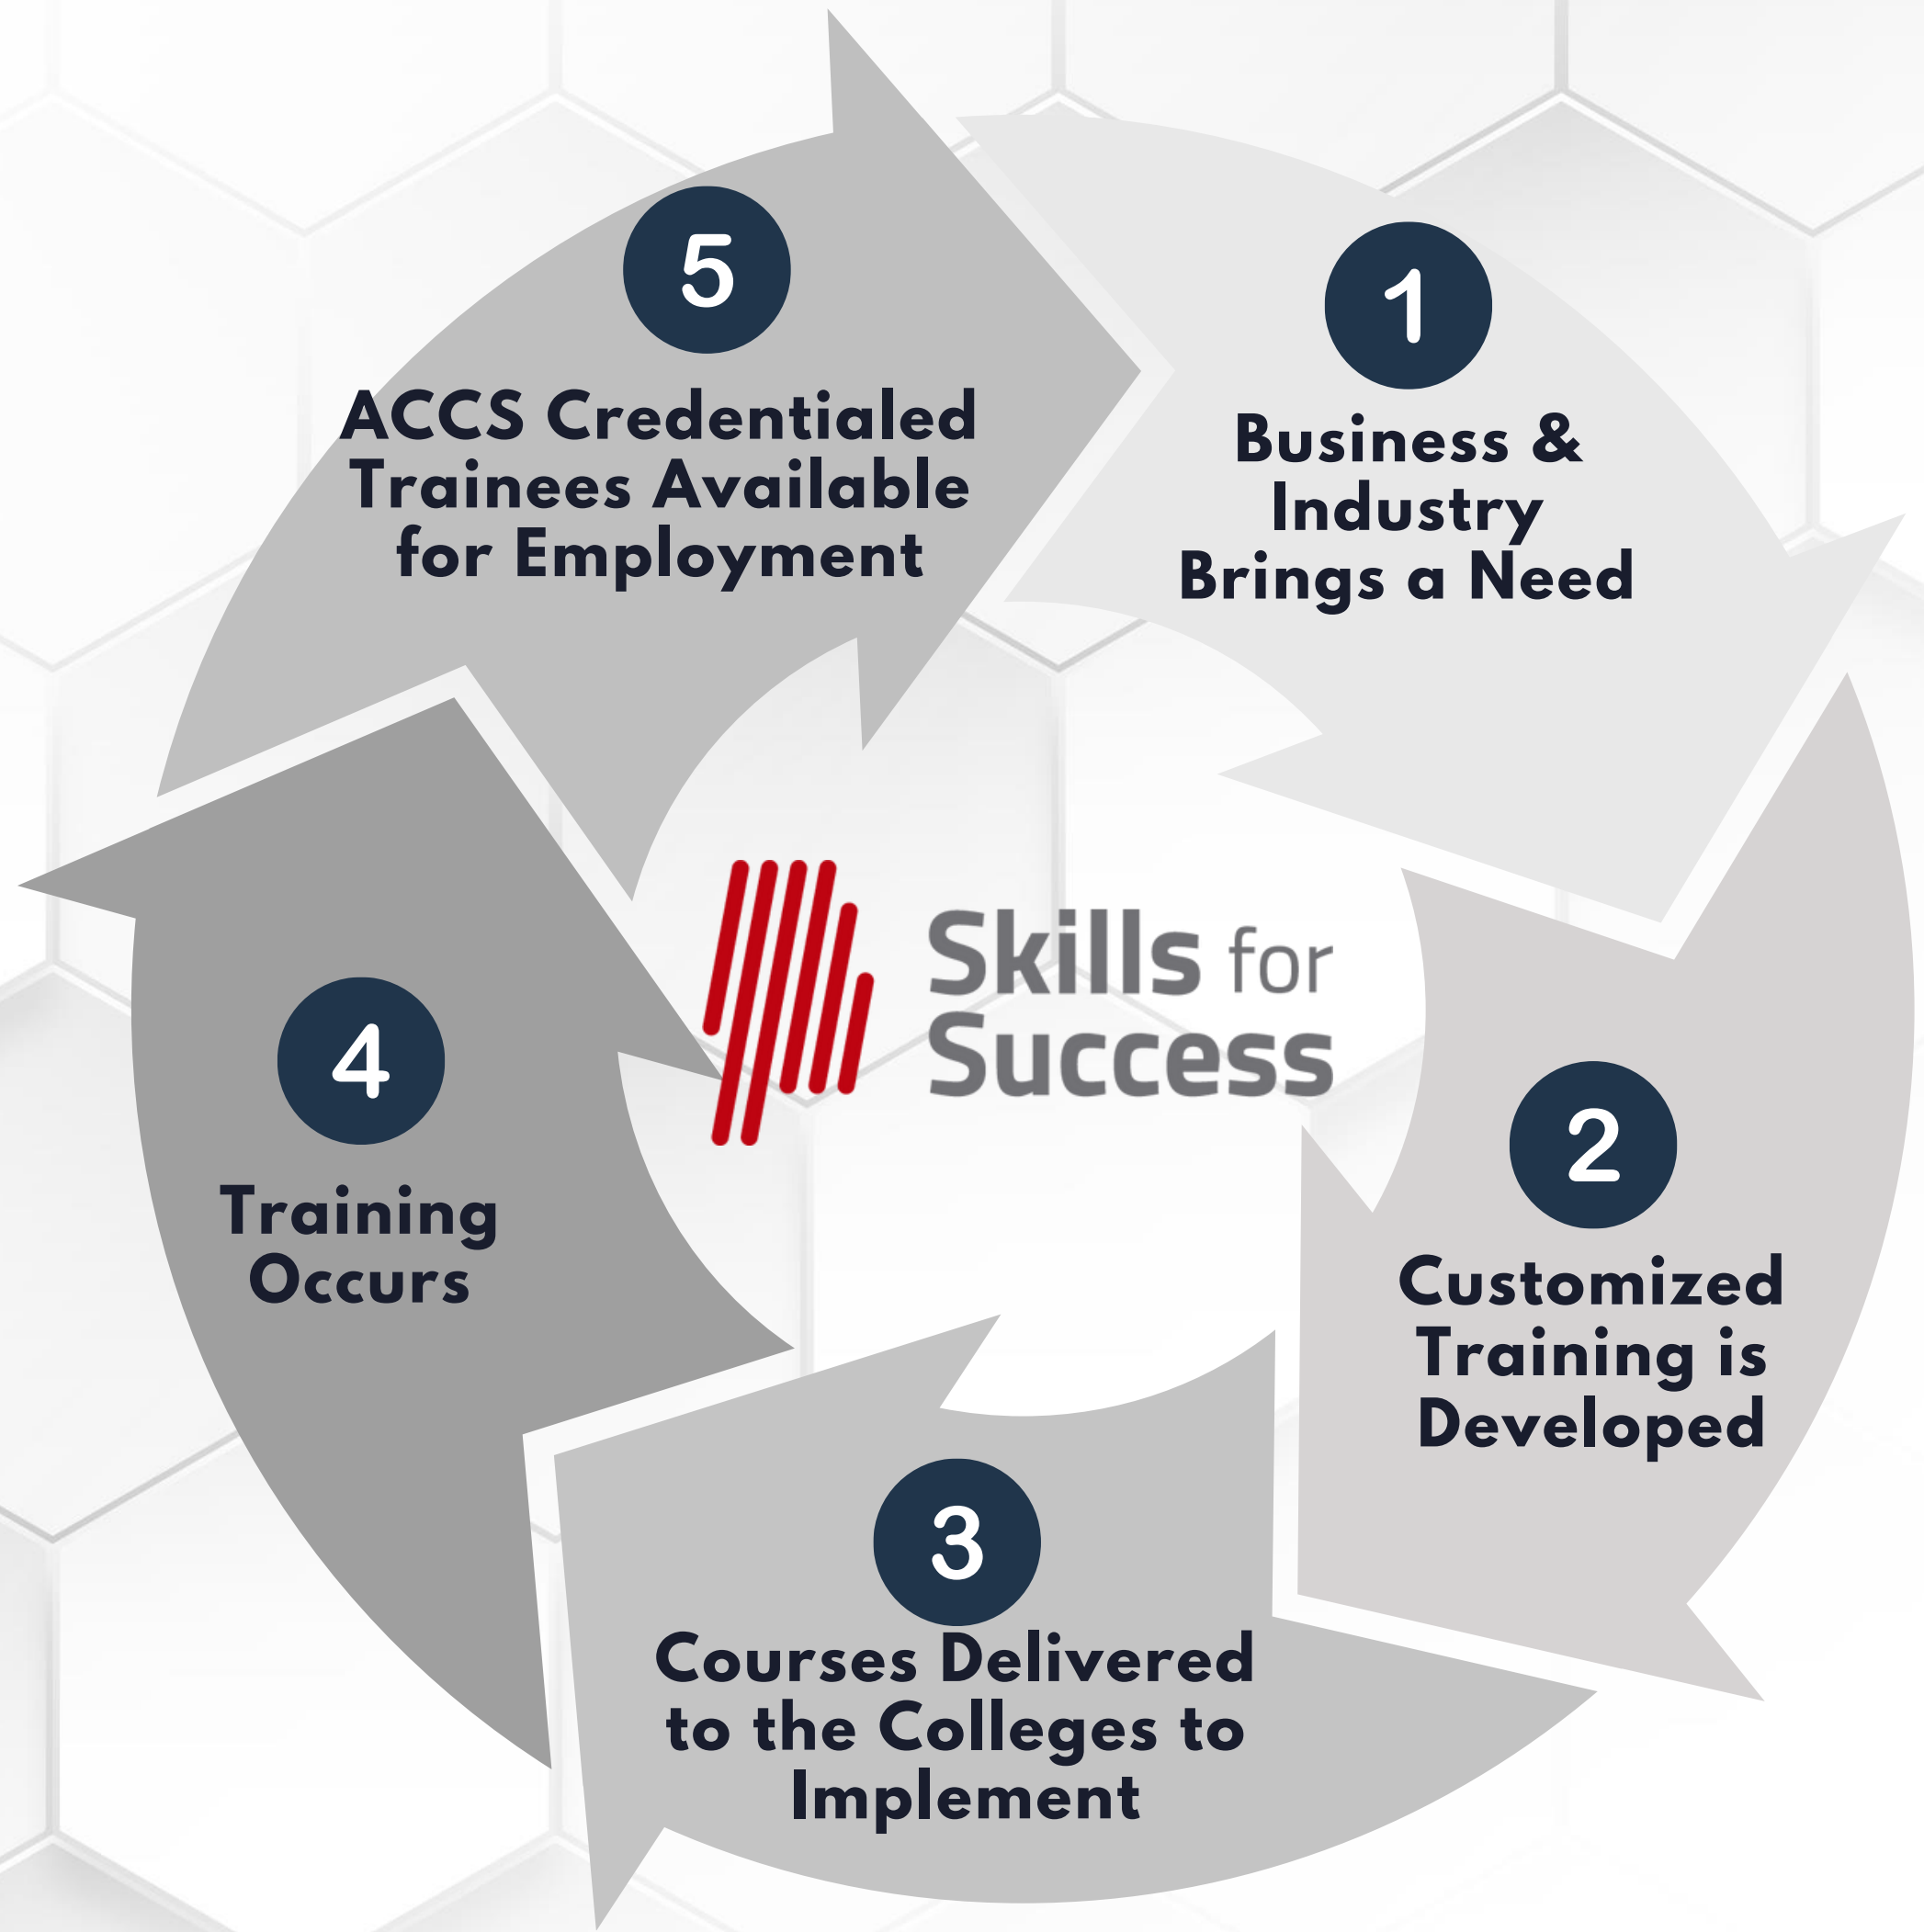 1
Business &
Industry
Brings a Need
2
Customized
Training is
Developed
3
Courses Delivered
to the Colleges to
Implement
4
Training
Occurs
5
ACCS Credentialed
Trainees Available
for Employment
Skills for
Success